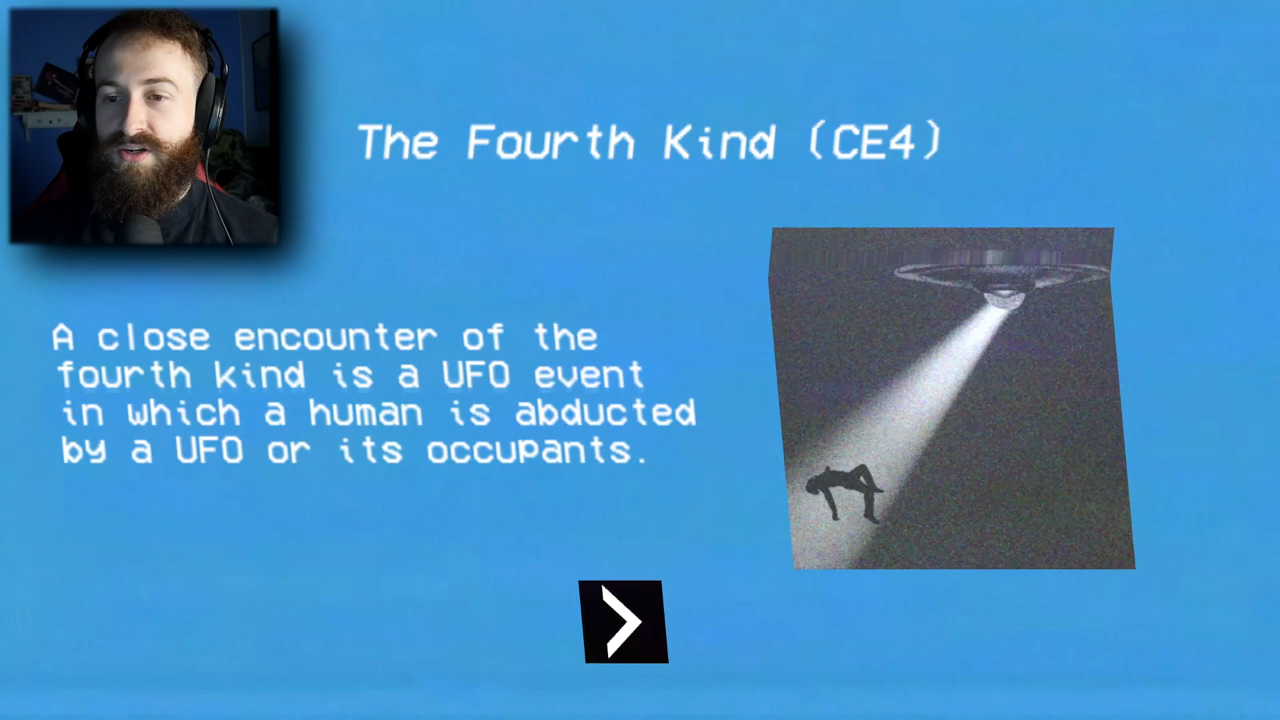 The Fourth Kind (CE4)
A close encounter of the
fourth kind is a UFO event
in which a human is abducted
by a UFO or its occupants.